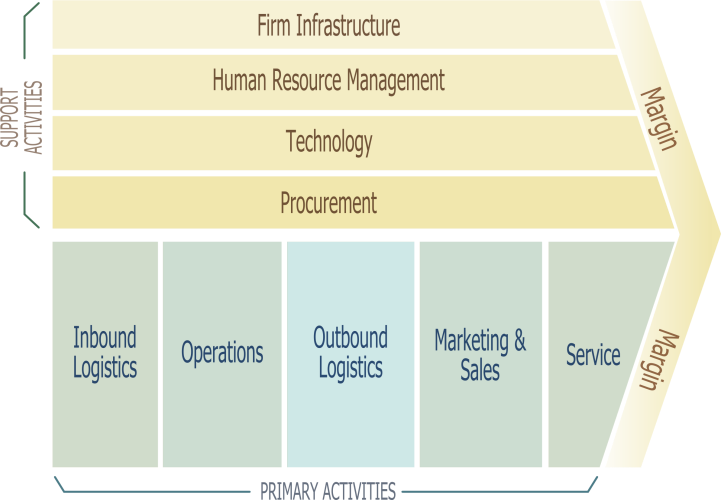 SUPPORT
ACTIVITIES
Firm Infrastructure
Human Resource Management
Technology
Procurement
Margin
Inbound
Logistics
Operations
Outbound
Logistics
Marketing &
Sales
Service
Margin
PRIMARY ACTIVITIES